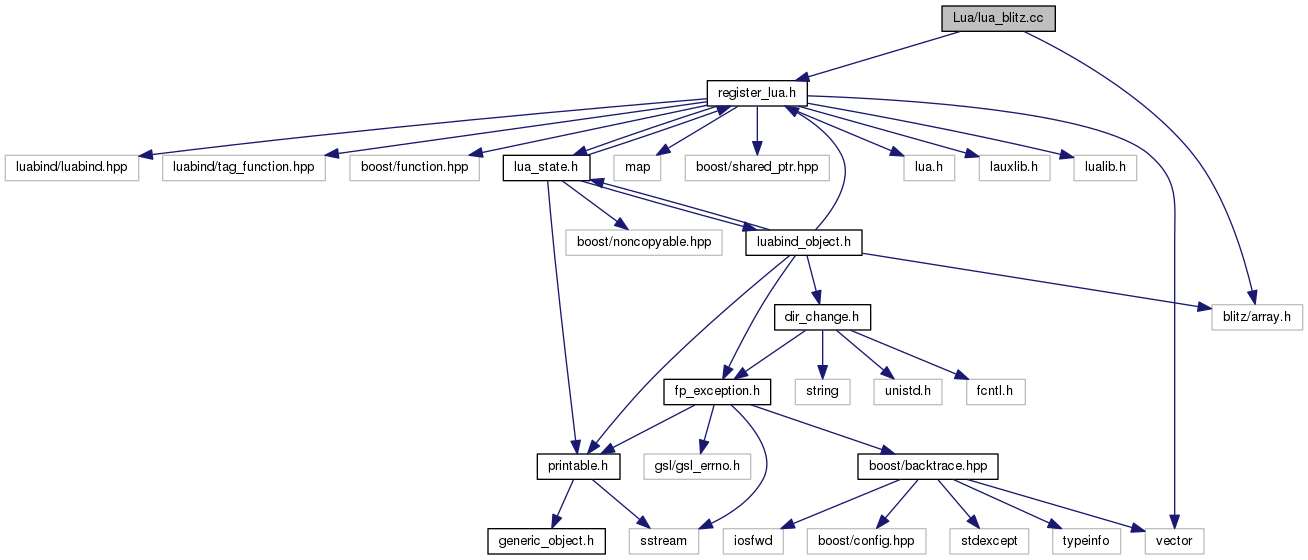 Lua/lua_blitz.cc
register_lua.h
luabind/luabind.hpp
luabind/tag_function.hpp
boost/function.hpp
lua_state.h
map
boost/shared_ptr.hpp
lua.h
lauxlib.h
lualib.h
boost/noncopyable.hpp
luabind_object.h
dir_change.h
blitz/array.h
fp_exception.h
string
unistd.h
fcntl.h
printable.h
gsl/gsl_errno.h
boost/backtrace.hpp
generic_object.h
sstream
iosfwd
boost/config.hpp
stdexcept
typeinfo
vector